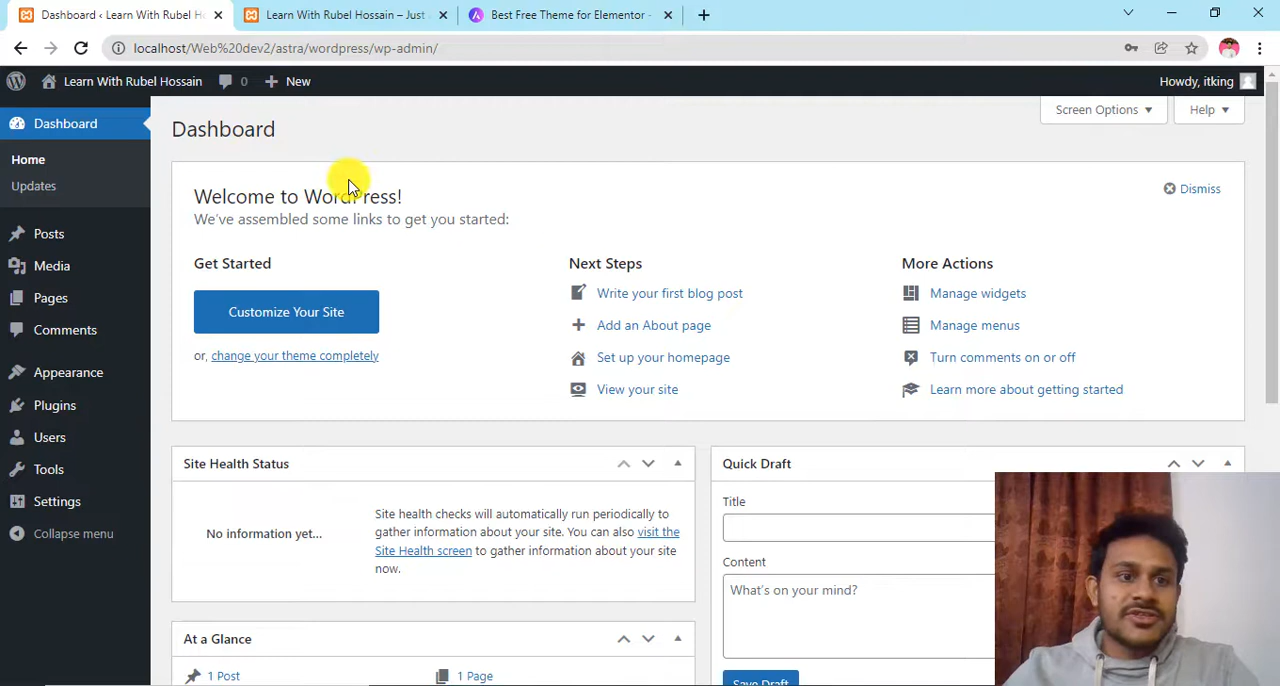 Dashboard ‹ Learn With Rubel H
Learn With Rubel Hossain – Just
Best Free Theme for Elementor -
localhost/Web%20dev2/astra/wordpress/wp-admin/
Learn With Rubel Hossain
0
New
Howdy, itking
Dashboard
Home
Updates
Posts
Media
Pages
Comments
Appearance
Plugins
Users
Tools
Settings
Collapse menu
Dashboard
Screen Options
Help
Welcome to WordPress!
Dismiss
We've assembled some links to get you started:
Get Started
Customize Your Site
or, change your theme completely
Next Steps
Write your first blog post
Add an About page
Set up your homepage
View your site
More Actions
Manage widgets
Manage menus
Turn comments on or off
Learn more about getting started
Site Health Status
No information yet...
Site health checks will automatically run periodically to
gather information about your site. You can also visit the
Site Health screen to gather information about your site
now.
At a Glance
1 Post
1 Page
Quick Draft
Title
Content
What's on your mind?
Save Draft